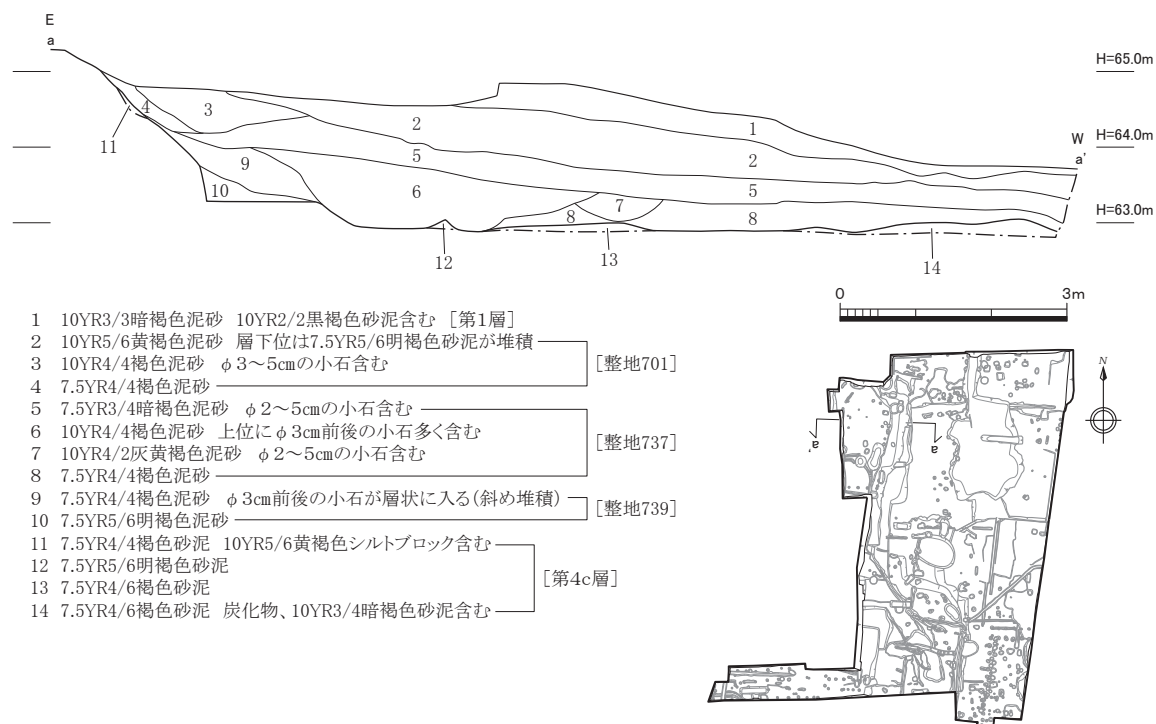 E
a
H=65.0m
4
3
2
1
11
H=64.0m
W
a'
9
5
2
10
6
5
7
8
8
H=63.0m
12
13
14
0 3m
1 10YR3/3暗褐色泥砂 10YR2/2黒褐色砂泥含む [第1層]
2 10YR5/6黄褐色泥砂 層下位は7.5YR5/6明褐色砂泥が堆積
3 10YR4/4褐色泥砂 φ3～5cmの小石含む
[整地701]
4 7.5YR4/4褐色泥砂
5 7.5YR3/4暗褐色泥砂 φ2～5cmの小石含む
6 10YR4/4褐色泥砂 上位にφ3cm前後の小石多く含む
[整地737]
7 10YR4/2灰黄褐色泥砂 φ2～5cmの小石含む
8 7.5YR4/4褐色泥砂
9 7.5YR4/4褐色泥砂 φ3cm前後の小石が層状に入る(斜め堆積)
[整地739]
10 7.5YR5/6明褐色泥砂
11 7.5YR4/4褐色砂泥 10YR5/6黄褐色シルトブロック含む
12 7.5YR5/6明褐色砂泥
[第4c層]
13 7.5YR4/6褐色砂泥
14 7.5YR4/6褐色砂泥 炭化物、10YR3/4暗褐色砂泥含む
N
a'
a